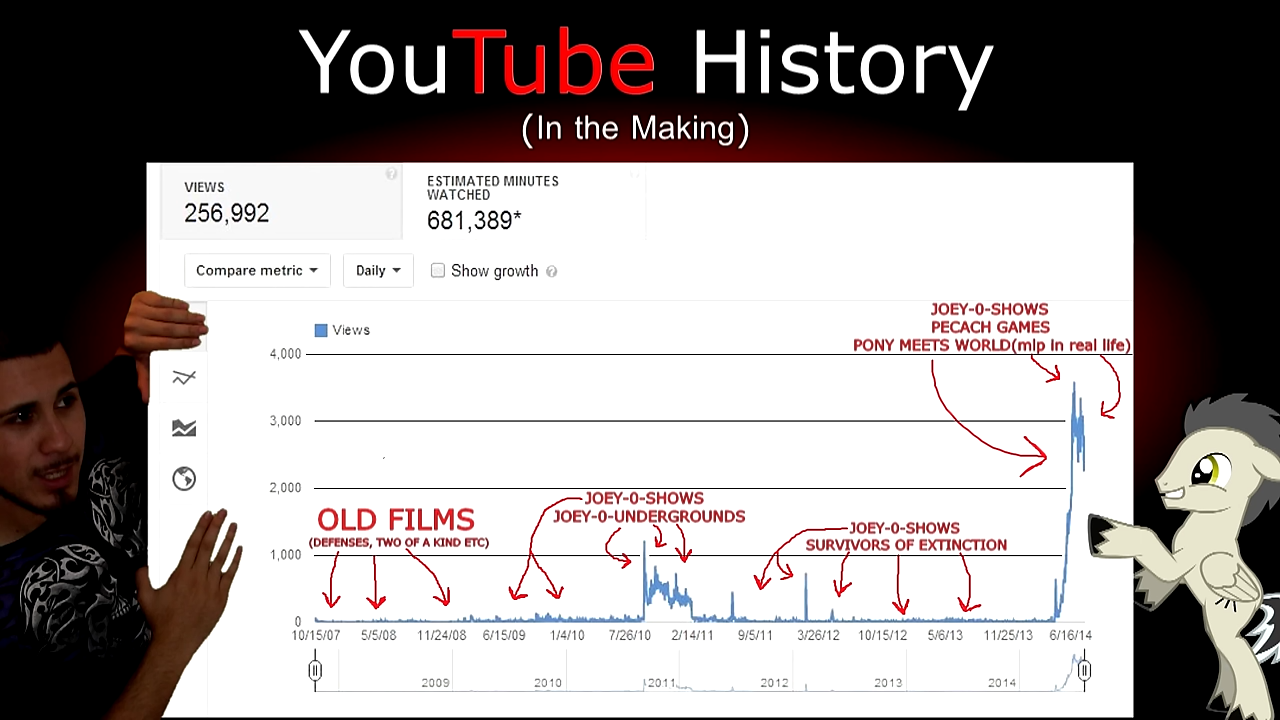 YouTube History
(In the Making)
VIEWS
256,992
ESTIMATED MINUTES
WATCHED
681,389*
Compare metric
Daily
Show growth
?
?
Views
JOEY-0-SHOWS
PECACH GAMES
PONY MEETS WORLD(mlp in real life)
4,000
3,000
2,000
1,000
0
OLD FILMS
(DEFENSES, TWO OF A KIND ETC)
JOEY-0-SHOWS
JOEY-0-UNDERGROUNDS
JOEY-0-SHOWS
SURVIVORS OF EXTINCTION
10/15/07 5/5/08 11/24/08 6/15/09 1/4/10 7/26/10 2/14/11 9/5/11 3/26/12 10/15/12 5/6/13 11/25/13 6/16/14
2009 2010 2011 2012 2013 2014